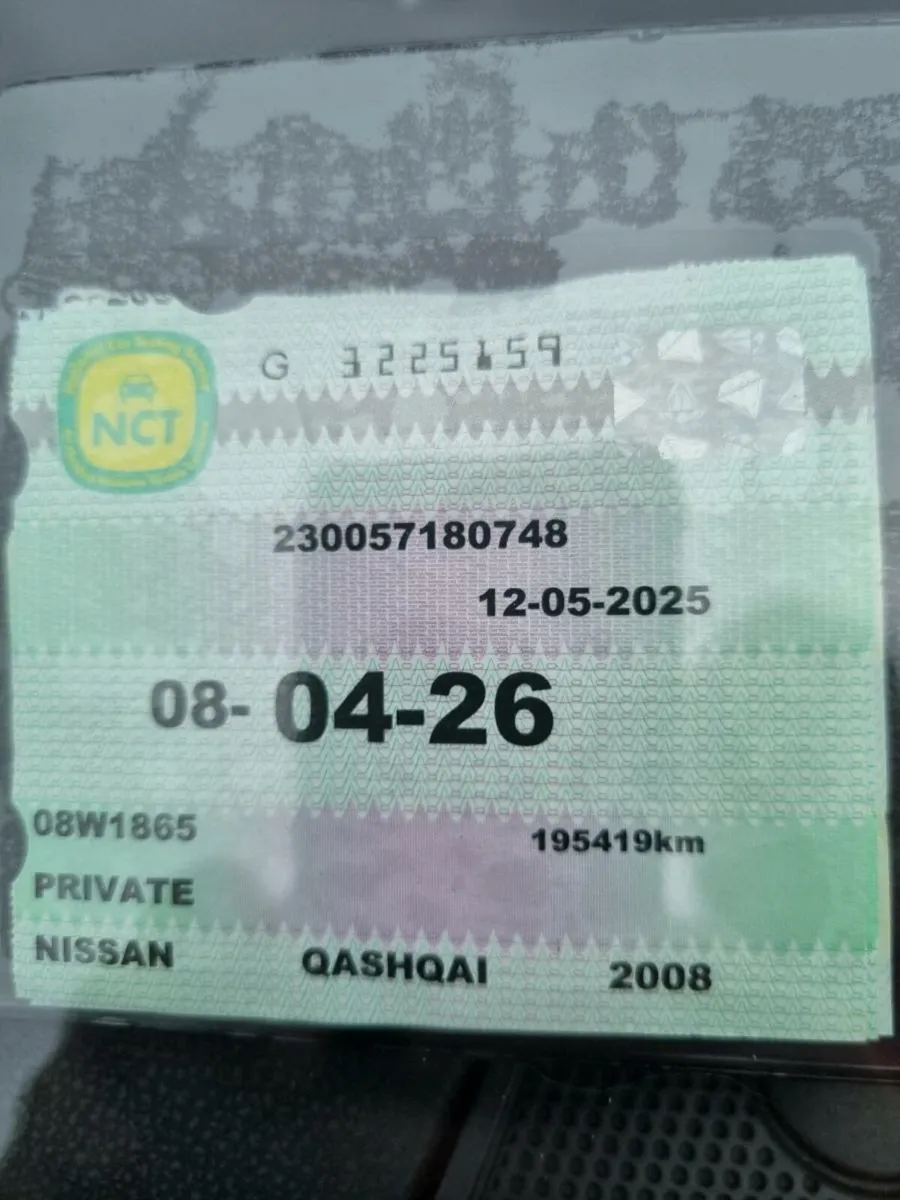 NCT
G 3225159
230057180748
12-05-2025
08- 04-26
08W1865
195419km
PRIVATE
NISSAN QASHQAI 2008